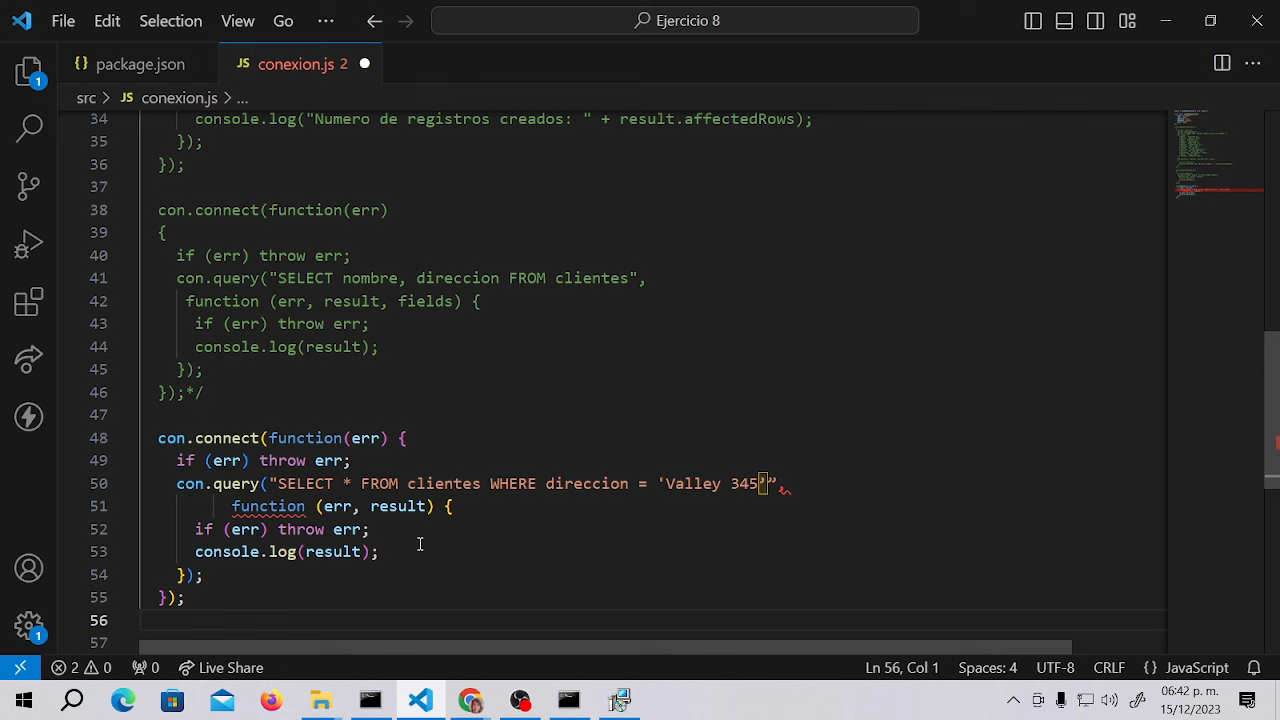 File Edit Selection View Go ··· Ejercicio 8
{} package.json JS conexion.js 2
src > JS conexion.js > ...
34 console.log("Numero de registros creados: " + result.affectedRows);
35 });
36 });
37
38 con.connect(function(err)
39 {
40 if (err) throw err;
41 con.query("SELECT nombre, direccion FROM clientes",
42 function (err, result, fields) {
43 if (err) throw err;
44 console.log(result);
45 });
46 });*/
47
48 con.connect(function(err) {
49 if (err) throw err;
50 con.query("SELECT * FROM clientes WHERE direccion = 'Valley 345’”,
51 function (err, result) {
52 if (err) throw err;
53 console.log(result);
54 });
55 });
56
57
1
1
2 0 0 Live Share Ln 56, Col 1 Spaces: 4 UTF-8 CRLF {} JavaScript
06:42 p. m.
15/12/2023